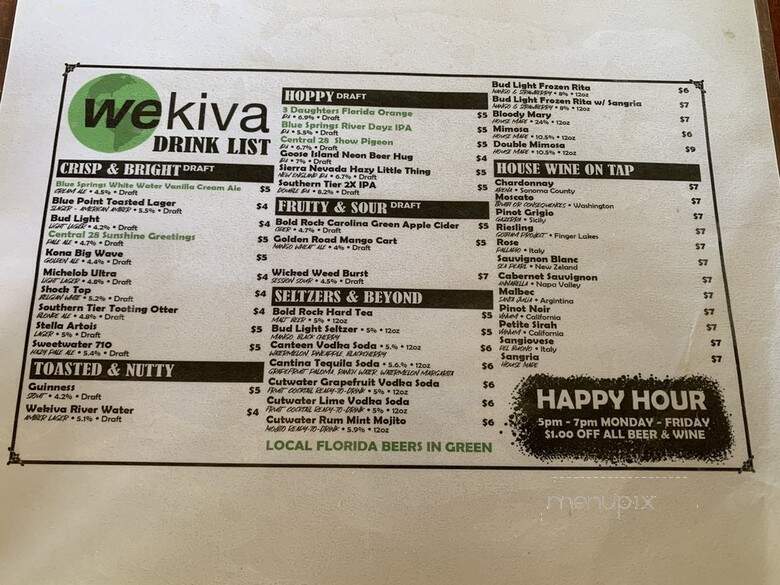 wekiva
DRINK LIST
CRISP & BRIGHT DRAFT
Blue Springs White Water Vanilla Cream Ale $5
CREAM ALE • 4.5% • Draft
Blue Point Toasted Lager $4
LAGER - AMERICAN AMBER • 5.5% • Draft
Bud Light $4
LIGHT LAGER • 4.2% • Draft
Central 28 Sunshine Greetings $5
PALE ALE • 4.7% • Draft
Kona Big Wave $5
GOLDEN ALE • 4.4% • Draft
Michelob Ultra $4
LIGHT LAGER • 4.8% • Draft
Shock Top $4
BELGIAN WHITE • 5.2% • Draft
Southern Tier Tooting Otter $4
BLONDE ALE • 4.8% • Draft
Stella Artois $5
LAGER • 5% • Draft
Sweetwater 710 $5
HAZY PALE ALE • 5.4% • Draft
TOASTED & NUTTY
Guinness $5
STOUT • 4.2% • Draft
Wekiva River Water $4
AMBER LAGER • 5.1% • Draft
HOPPY DRAFT
3 Daughters Florida Orange $5
IPA • 6.9% • Draft
Blue Springs River Dayz IPA $5
IPA • 5.5% • Draft
Central 28 Show Pigeon $5
IPA • 6.7% • Draft
Goose Island Neon Beer Hug $4
IPA • 7% • Draft
Sierra Nevada Hazy Little Thing $5
NEW ENGLAND IPA • 6.7% • Draft
Southern Tier 2X IPA $5
DOUBLE IPA • 8.2% • Draft
FRUITY & SOUR DRAFT
Bold Rock Carolina Green Apple Cider $5
CIDER • 4.7% • Draft
Golden Road Mango Cart $5
MANGO WHEAT ALE • 4% • Draft
Wicked Weed Burst $7
SESSION SOUR • 4.5% • Draft
SELTZERS & BEYOND
Bold Rock Hard Tea $5
MALT BEER • 5% • 12oz
Bud Light Seltzer • 5% • 12oz $5
MANGO, BLACK CHERRY
Canteen Vodka Soda • 5.% • 12oz $6
WATERMELON, PINEAPPLE, BLACKCHERRY
Cantina Tequila Soda • 5.6.% • 12oz $6
GRAPEFRUIT PALOMA, RANCH WATER, WATERMELON MARGARITA
Cutwater Grapefruit Vodka Soda $6
FRUIT COCKTAIL READY-TO-DRINK • 5% • 12oz
Cutwater Lime Vodka Soda $6
FRUIT COCKTAIL READY-TO-DRINK • 5% • 12oz
Cutwater Rum Mint Mojito $6
MOJITO READY-TO-DRINK • 5.9% • 12oz
LOCAL FLORIDA BEERS IN GREEN
Bud Light Frozen Rita $6
MANGO & STRAWBERRY • 8% • 12oz
Bud Light Frozen Rita w/ Sangria $7
MANGO & STRAWBERRY • 8% • 12oz
Bloody Mary $7
HOUSE MADE • 24% • 12oz
Mimosa $6
HOUSE MADE • 10.5% • 12oz
Double Mimosa $9
HOUSE MADE • 10.5% • 12oz
HOUSE WINE ON TAP
Chardonnay $7
ARENA • Sonoma County
Moscato $7
BRUTE OR CONSEQUENCES • Washington
Pinot Grigio $7
GAZERRA • Sicily
Riesling $7
GOTHAM PROJECT • Finger Lakes
Rose $7
PALLADIO • Italy
Sauvignon Blanc $7
SEA PEARL • New Zeland
Cabernet Sauvignon $7
ANNABELLA • Napa Valley
Malbec $7
SANTA JULIA • Argintina
Pinot Noir $7
• California
Petite Sirah $7
• California
Sangiovese $7
DEL BUONO • Italy
Sangria $7
HOUSE MADE
HAPPY HOUR
5pm - 7pm MONDAY - FRIDAY
$1.00 OFF ALL BEER & WINE
menupix